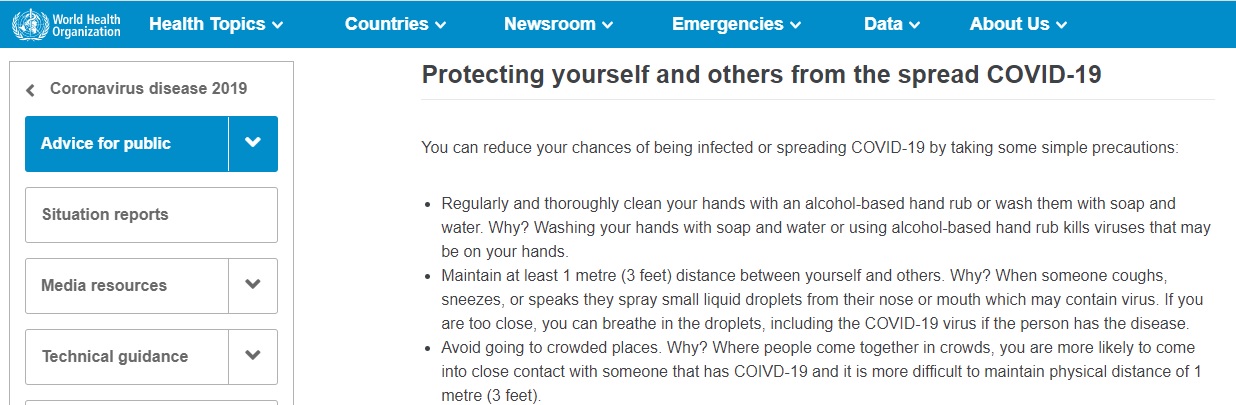 World Health
Organization
Health Topics
Countries
Newsroom
Emergencies
Data
About Us
Coronavirus disease 2019
Advice for public
Situation reports
Media resources
Technical guidance
Protecting yourself and others from the spread COVID-19
You can reduce your chances of being infected or spreading COVID-19 by taking some simple precautions:
• Regularly and thoroughly clean your hands with an alcohol-based hand rub or wash them with soap and
water. Why? Washing your hands with soap and water or using alcohol-based hand rub kills viruses that may
be on your hands.
• Maintain at least 1 metre (3 feet) distance between yourself and others. Why? When someone coughs,
sneezes, or speaks they spray small liquid droplets from their nose or mouth which may contain virus. If you
are too close, you can breathe in the droplets, including the COVID-19 virus if the person has the disease.
• Avoid going to crowded places. Why? Where people come together in crowds, you are more likely to come
into close contact with someone that has COIVD-19 and it is more difficult to maintain physical distance of 1
metre (3 feet).